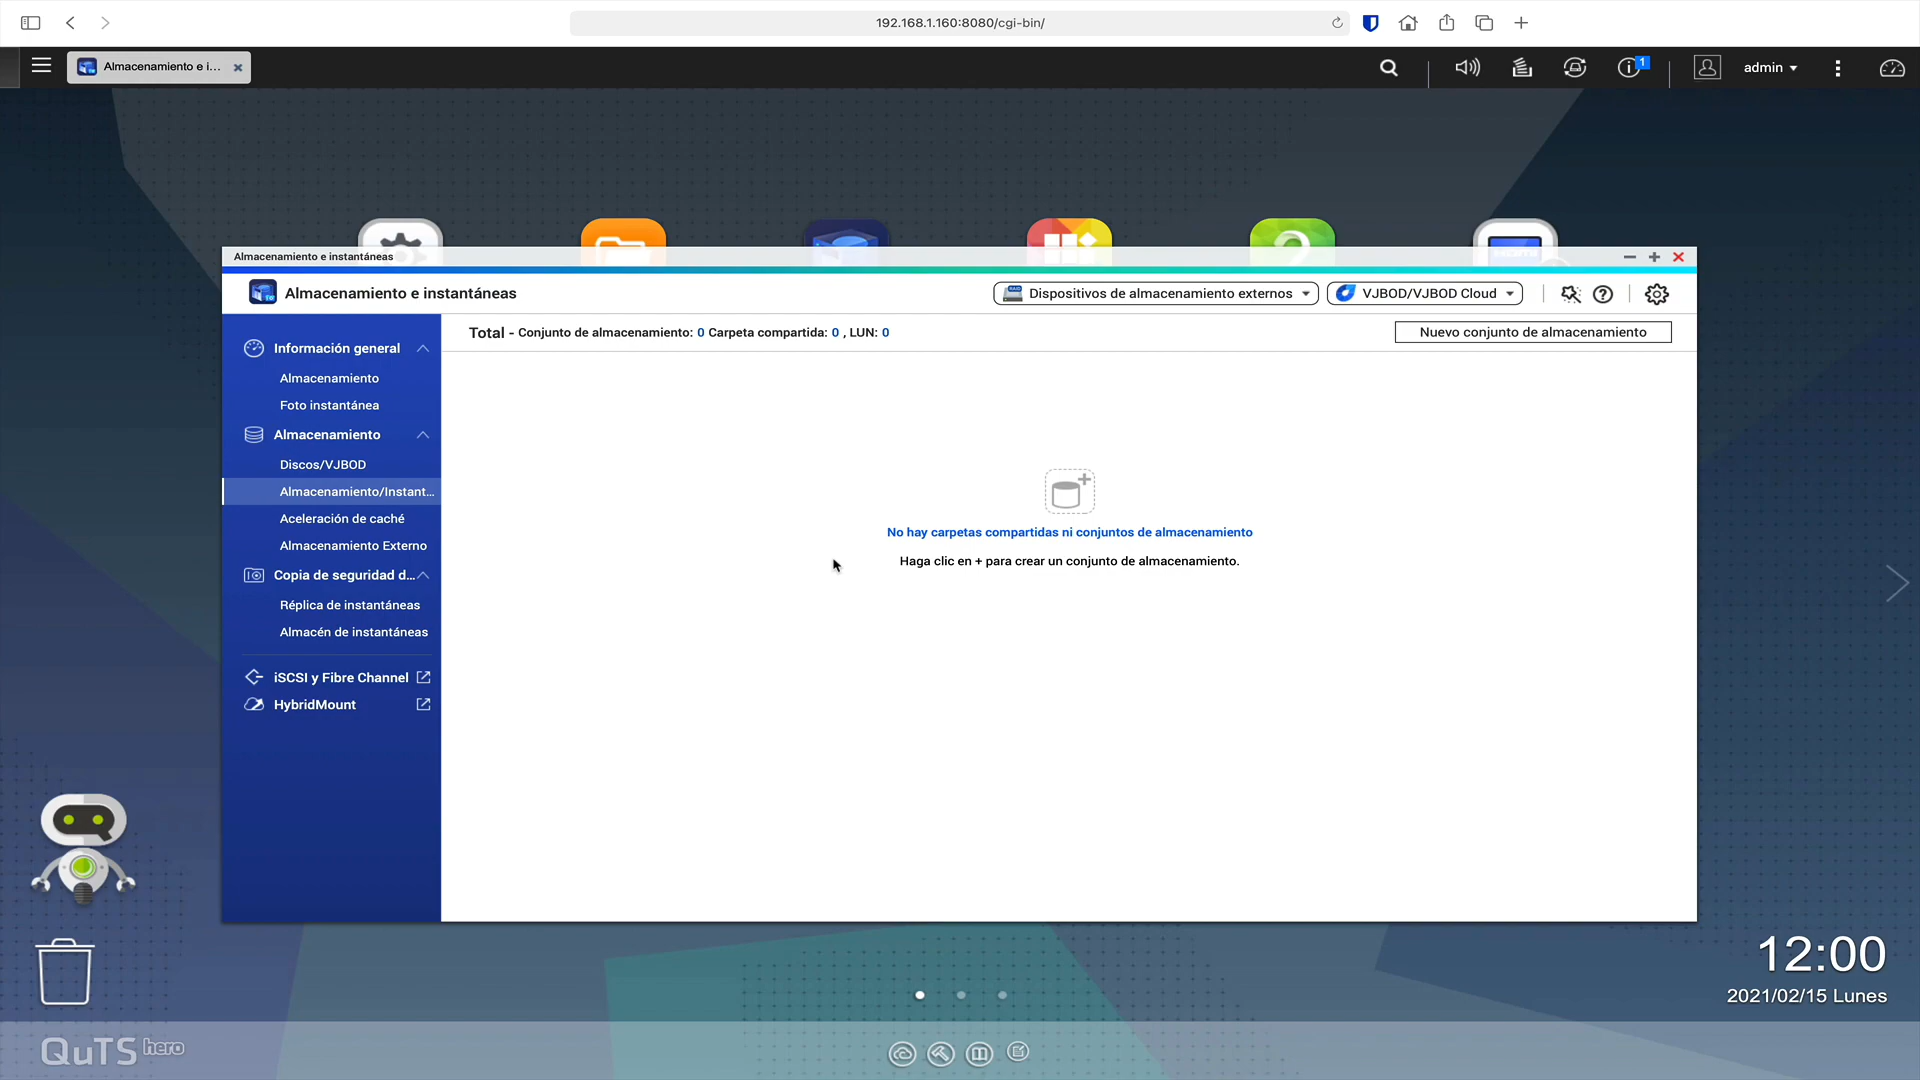 192.168.1.160:8080/cgi-bin/
Almacenamiento e i...
1
admin
Almacenamiento e instantáneas
Almacenamiento e instantáneas
Dispositivos de almacenamiento externos
VJBOD/VJBOD Cloud
Total - Conjunto de almacenamiento: 0 Carpeta compartida: 0 , LUN: 0
Nuevo conjunto de almacenamiento
Información general
Almacenamiento
Foto instantánea
Almacenamiento
Discos/VJBOD
Almacenamiento/Instant...
Aceleración de caché
Almacenamiento Externo
Copia de seguridad d...
Réplica de instantáneas
Almacén de instantáneas
iSCSI y Fibre Channel
HybridMount
No hay carpetas compartidas ni conjuntos de almacenamiento
Haga clic en + para crear un conjunto de almacenamiento.
12:00
2021/02/15 Lunes
QuTS hero